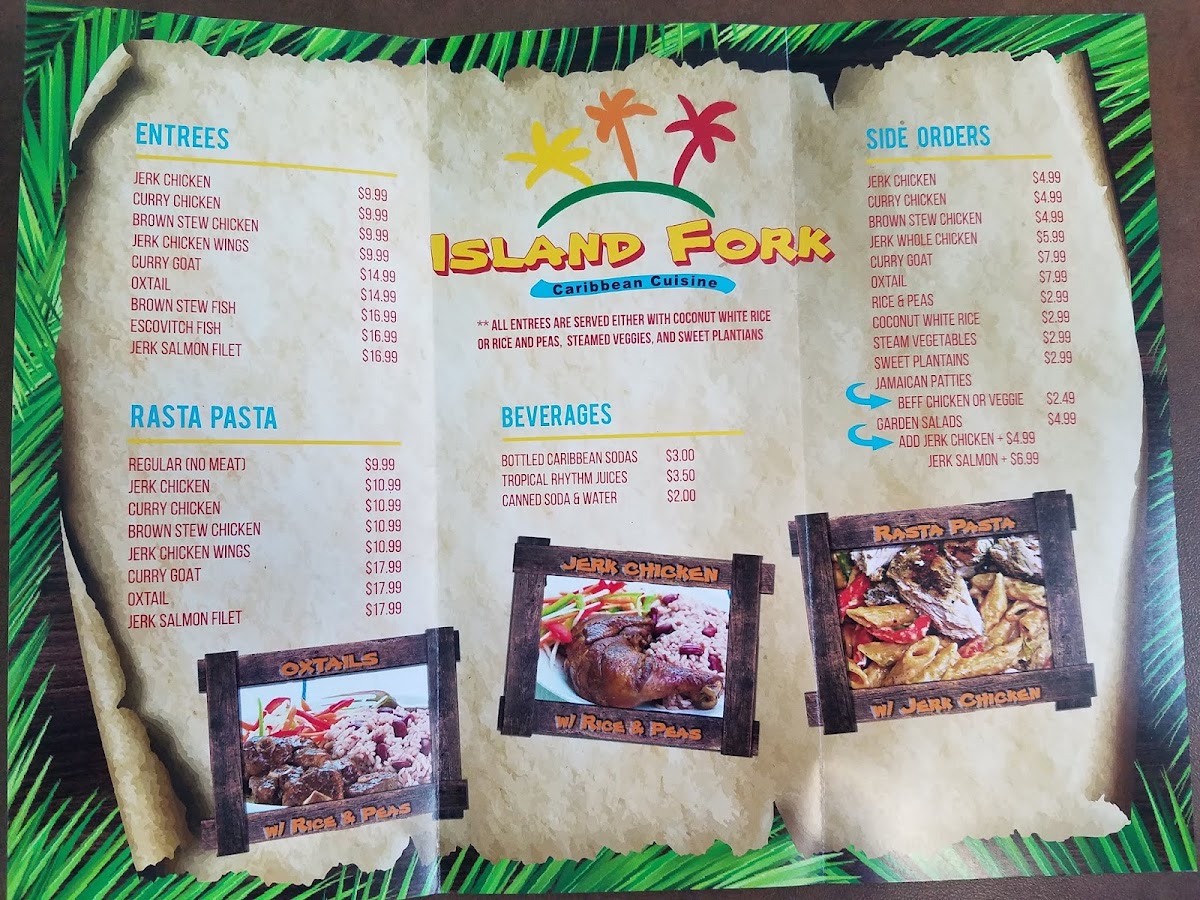 ENTREES
JERK CHICKEN $9.99
CURRY CHICKEN $9.99
BROWN STEW CHICKEN $9.99
JERK CHICKEN WINGS $9.99
CURRY GOAT $14.99
OXTAIL $14.99
BROWN STEW FISH $16.99
ESCOVITCH FISH $16.99
JERK SALMON FILET $16.99
RASTA PASTA
REGULAR (NO MEAT) $9.99
JERK CHICKEN $10.99
CURRY CHICKEN $10.99
BROWN STEW CHICKEN $10.99
JERK CHICKEN WINGS $10.99
CURRY GOAT $17.99
OXTAIL $17.99
JERK SALMON FILET $17.99
OXTAILS
W/ RICE & PEAS
ISLAND FORK
Caribbean Cuisine
** ALL ENTREES ARE SERVED EITHER WITH COCONUT WHITE RICE
OR RICE AND PEAS, STEAMED VEGGIES, AND SWEET PLANTIANS
BEVERAGES
BOTTLED CARIBBEAN SODAS $3.00
TROPICAL RHYTHM JUICES $3.50
CANNED SODA & WATER $2.00
JERK CHICKEN
W/ RICE & PEAS
SIDE ORDERS
JERK CHICKEN $4.99
CURRY CHICKEN $4.99
BROWN STEW CHICKEN $4.99
JERK WHOLE CHICKEN $5.99
CURRY GOAT $7.99
OXTAIL $7.99
RICE & PEAS $2.99
COCONUT WHITE RICE $2.99
STEAM VEGETABLES $2.99
SWEET PLANTAINS $2.99
JAMAICAN PATTIES
BEFF CHICKEN OR VEGGIE $2.49
GARDEN SALADS $4.99
ADD JERK CHICKEN + $4.99
JERK SALMON + $6.99
RASTA PASTA
W/ JERK CHICKEN